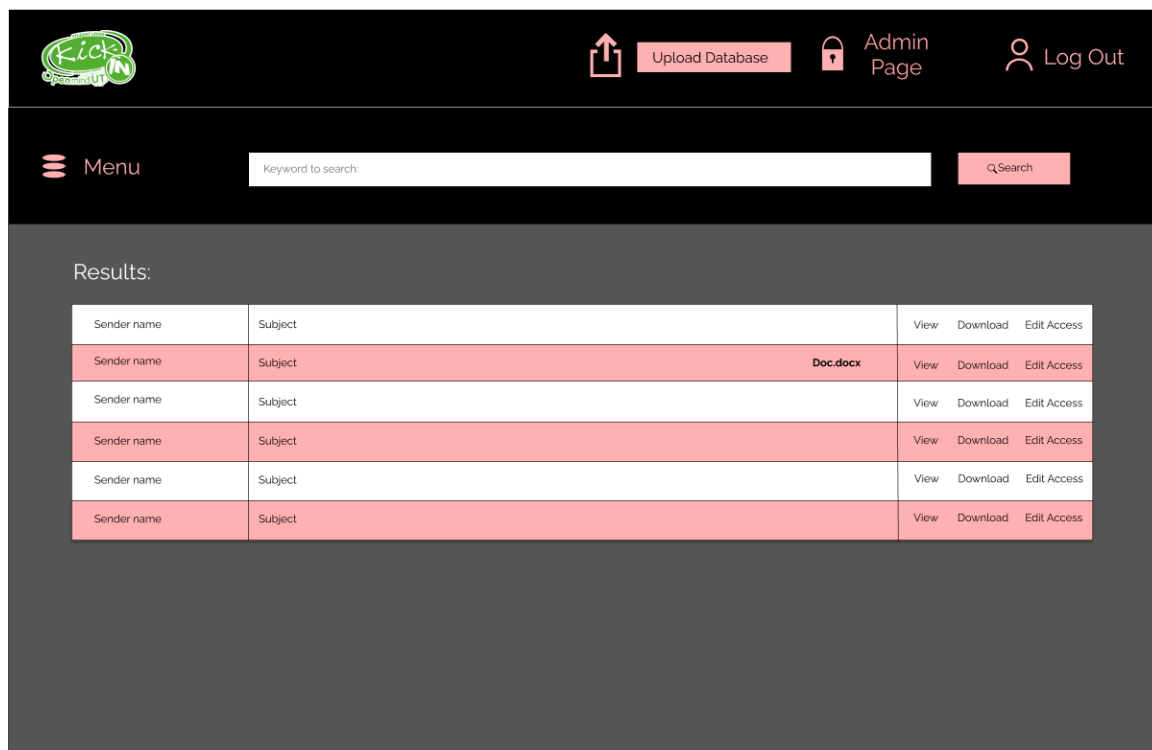 Kick-IN
Open mind UT
Upload Database
Admin
Page
Log Out
Menu
Keyword to search:
Search
Results:
Sender name Subject View Download Edit Access
Sender name Subject Doc.docx View Download Edit Access
Sender name Subject View Download Edit Access
Sender name Subject View Download Edit Access
Sender name Subject View Download Edit Access
Sender name Subject View Download Edit Access